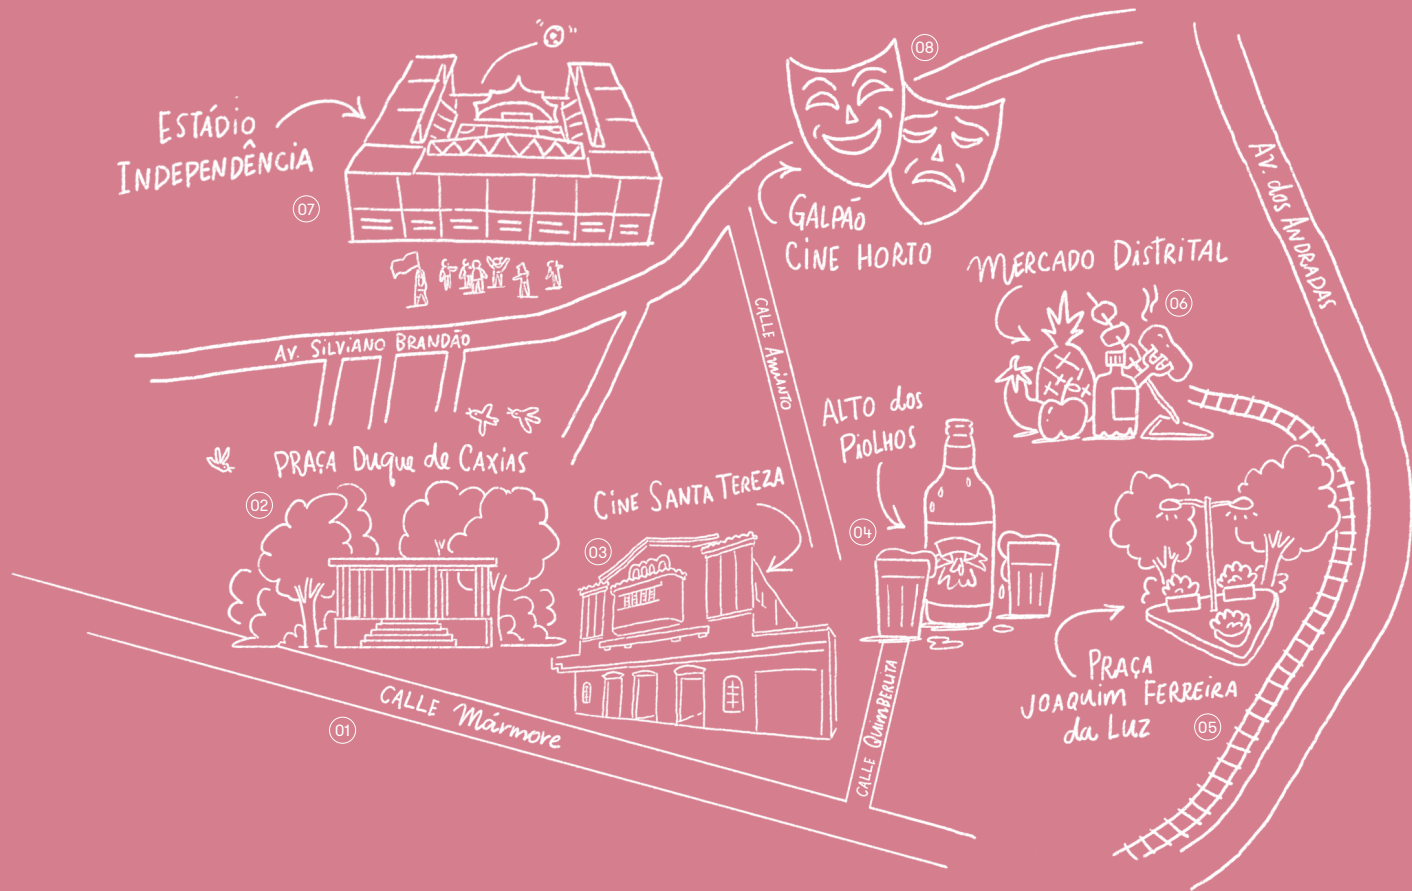 "a"
08
ESTÁDIO
INDEPENDÊNCIA
07
AV. dos ANDRADAS
GALPÃO
CINE HORTO
MERCADO DISTRITAL
06
CALLE AMIANTO
AV. SILVIANO BRANDÃO
ALTO dos
PIOLHOS
04
PRAÇA Duque de CAXIAS
02
CINE SANTA TEREZA
03
PRAÇA
JOAQUIM FERREIRA
da LUZ
05
CALLE QUIMBERLITA
CALLE Mármore
01